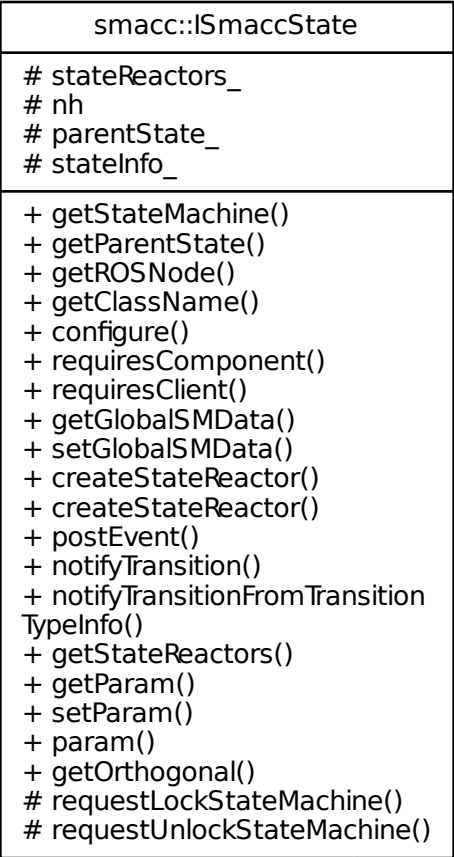 smacc::ISmaccState
# stateReactors_
# nh
# parentState_
# stateInfo_
+ getStateMachine()
+ getParentState()
+ getROSNode()
+ getClassName()
+ configure()
+ requiresComponent()
+ requiresClient()
+ getGlobalSMData()
+ setGlobalSMData()
+ createStateReactor()
+ createStateReactor()
+ postEvent()
+ notifyTransition()
+ notifyTransitionFromTransition
TypeInfo()
+ getStateReactors()
+ getParam()
+ setParam()
+ param()
+ getOrthogonal()
# requestLockStateMachine()
# requestUnlockStateMachine()